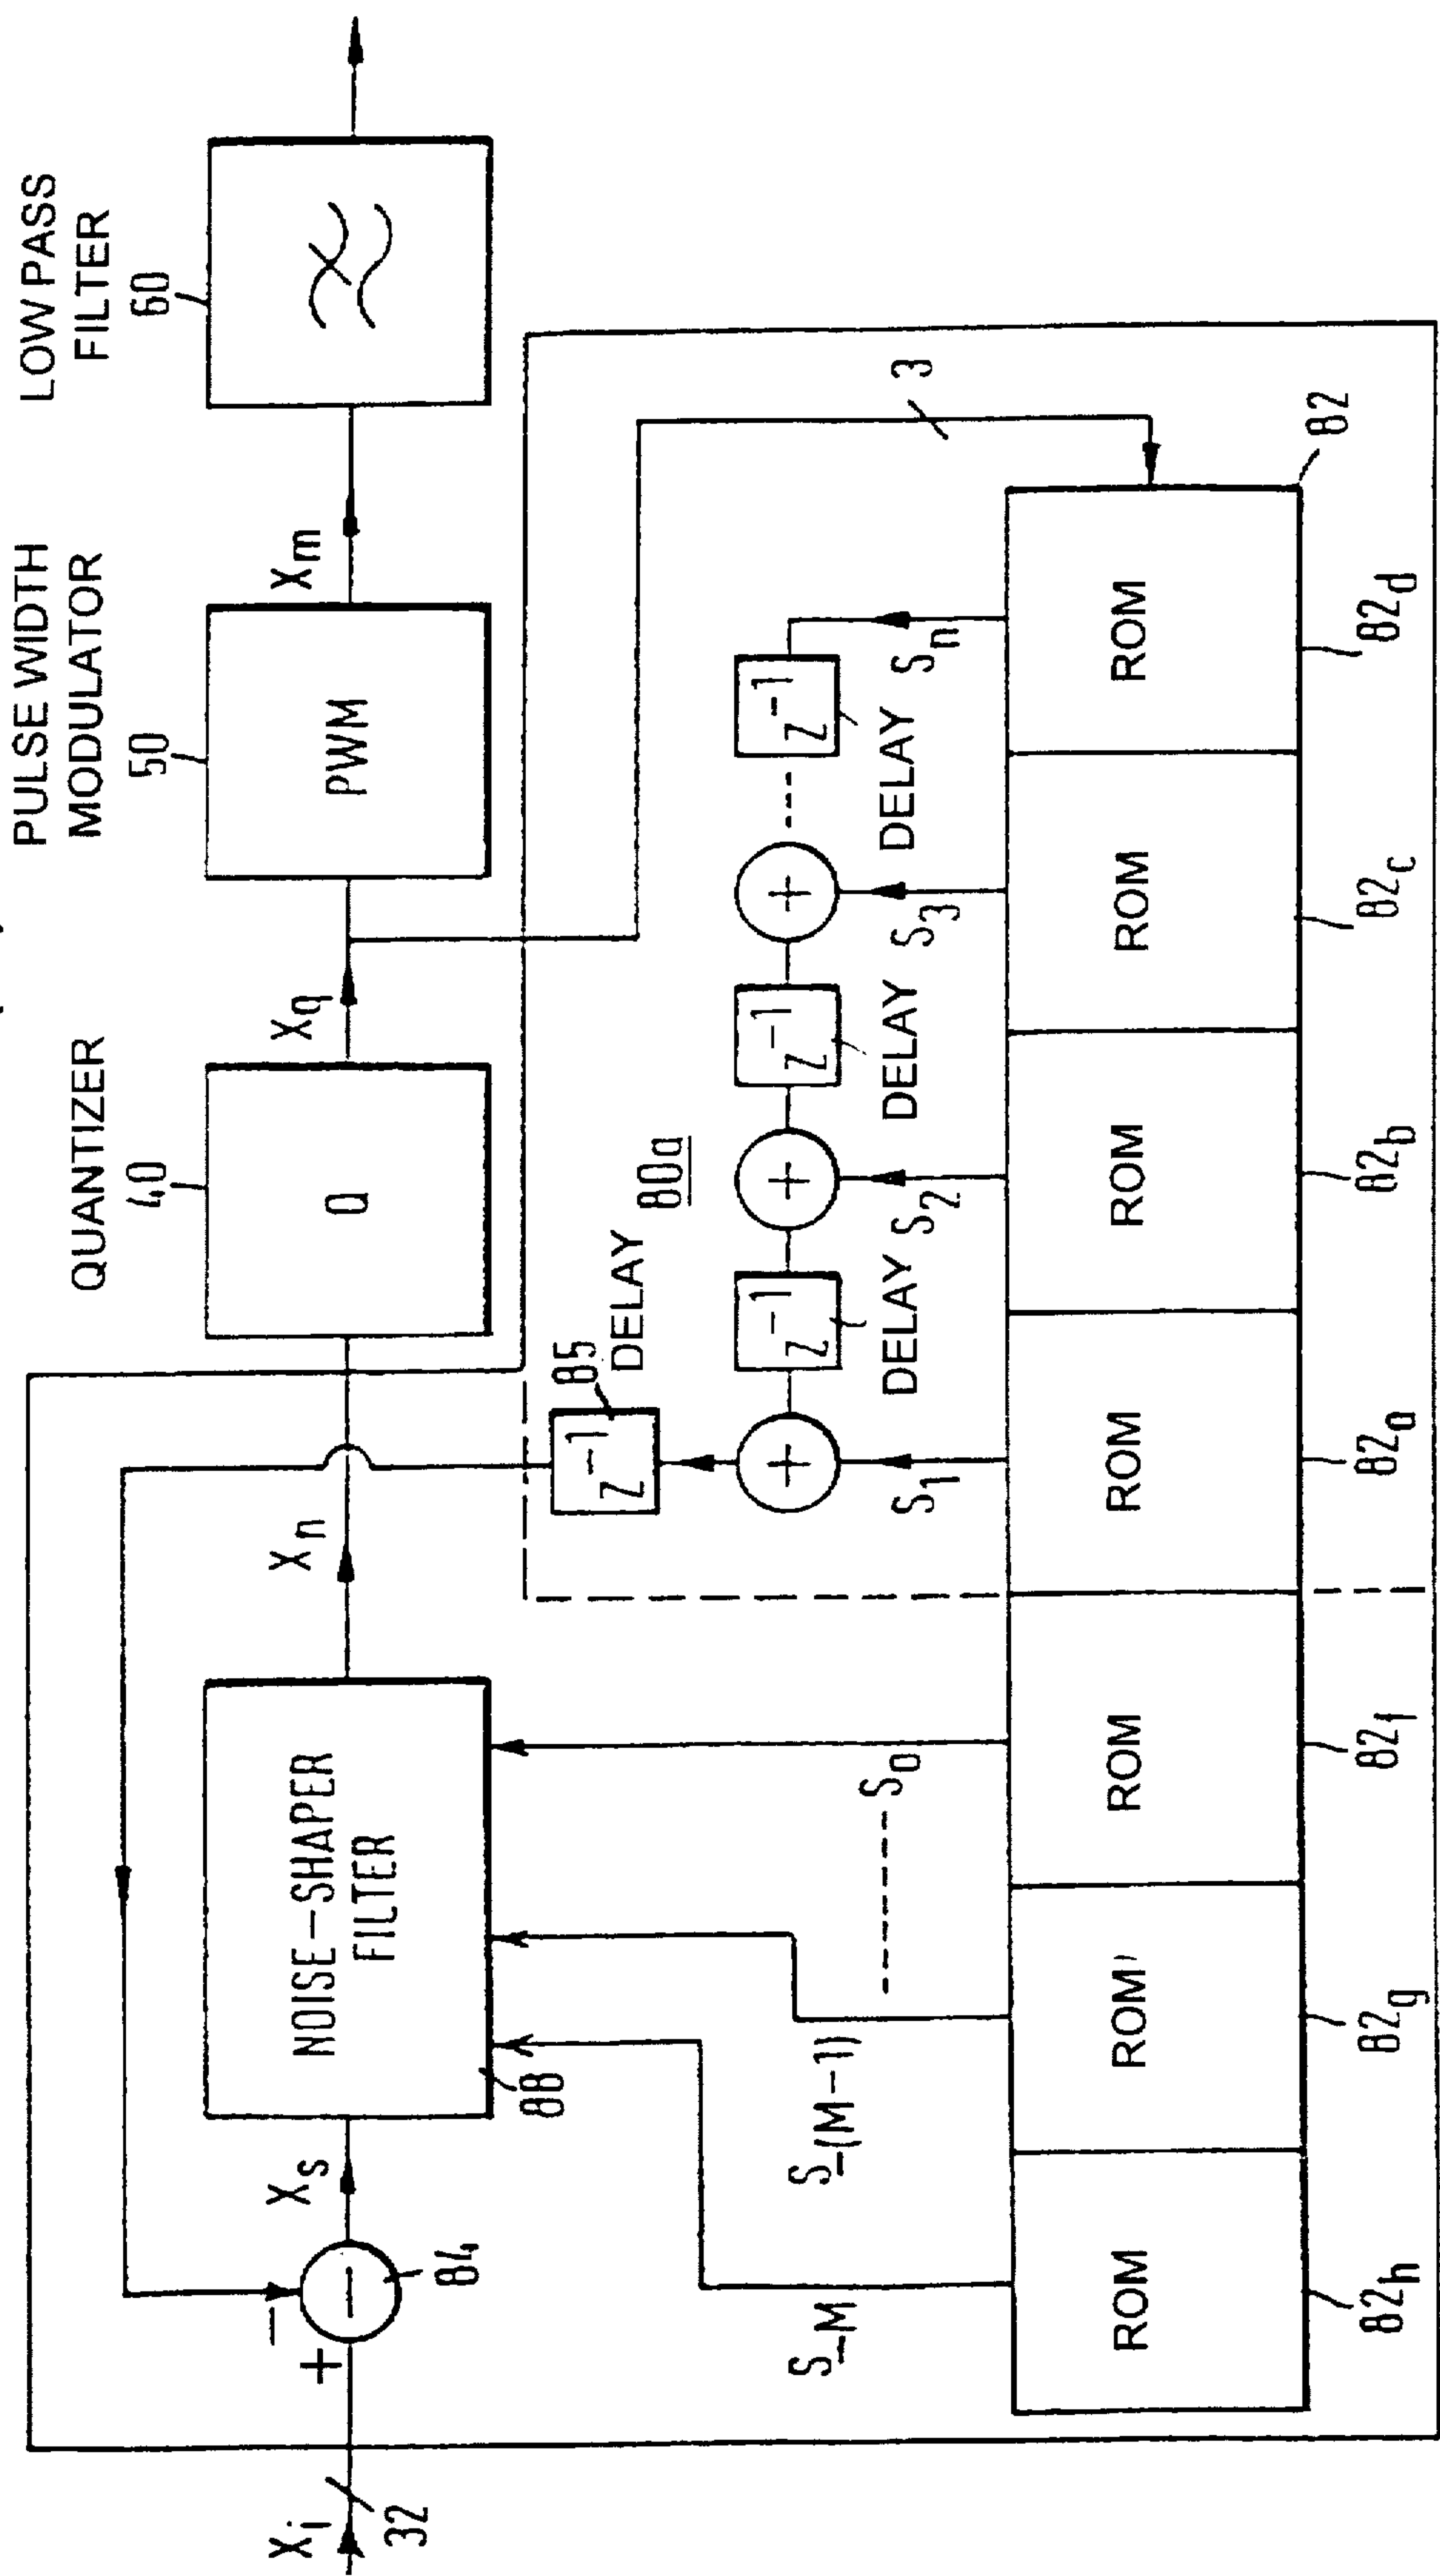 PULSE WIDTH
MODULATOR
LOW PASS
FILTER
QUANTIZER
40
50
60
Xi
32
+
−
−
84
Xs
NOISE-SHAPER
FILTER
88
Xn
Q
Xq
PWM
Xm
85
DELAY
z−1
80a
+
z−1
+
z−1
+
----
z−1
DELAY
DELAY
DELAY
3
S−M
S−(M−1)
------
S0
S1
S2
S3
Sn
ROM
ROM
ROM
ROM
ROM
ROM
ROM
82
82h
82g
82f
82a
82b
82c
82d